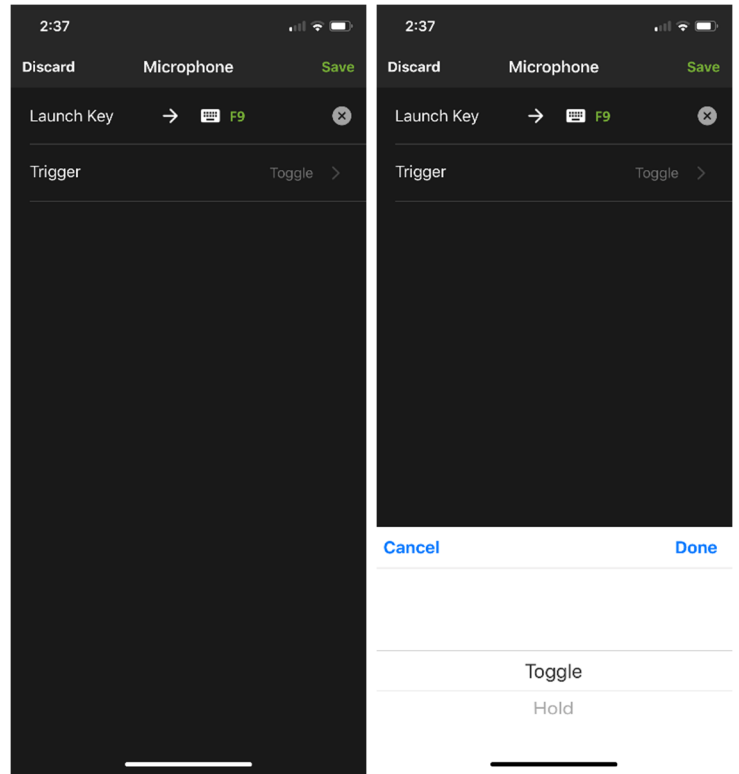 2:37
Discard Microphone Save
Launch Key → F9
Trigger Toggle
2:37
Discard Microphone Save
Launch Key → F9
Trigger Toggle
Cancel Done
Toggle
Hold